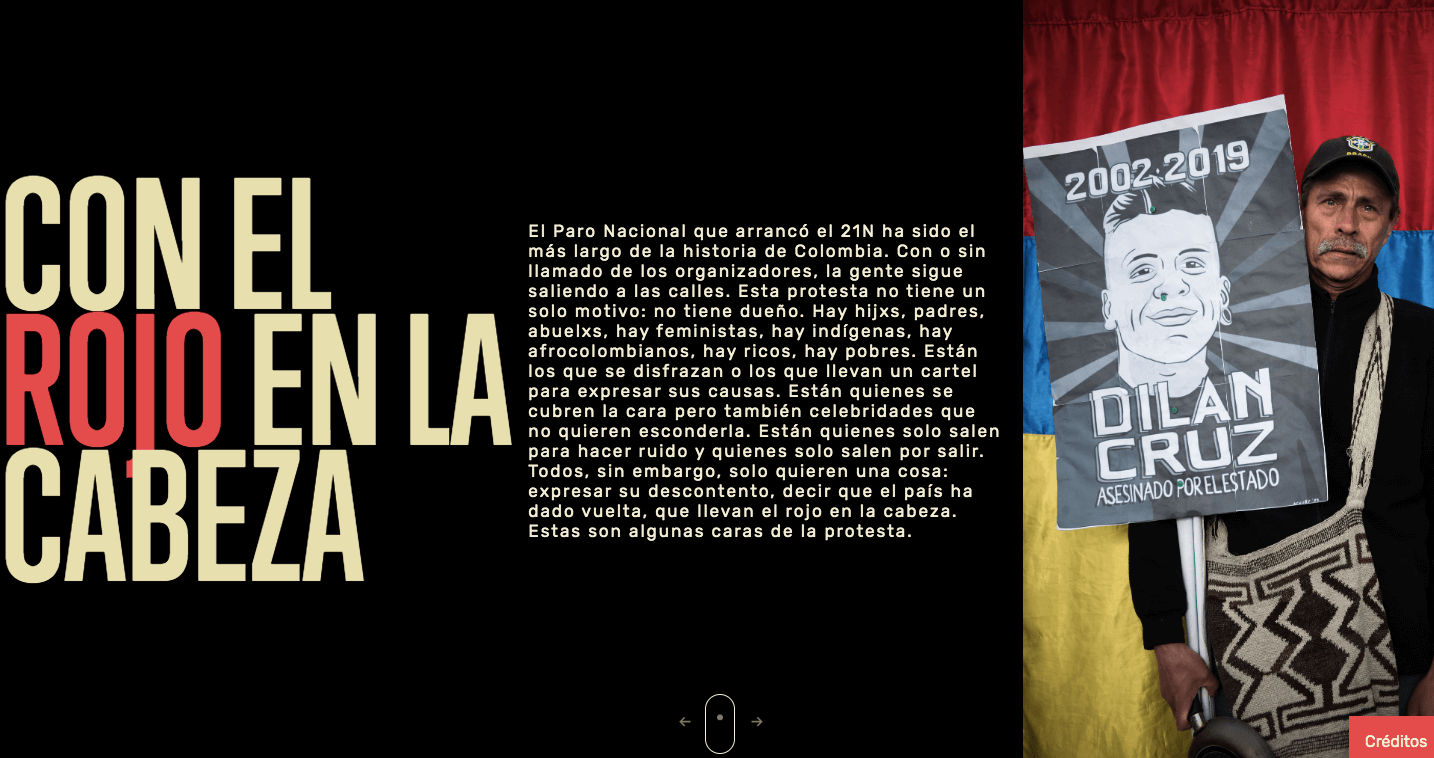 CON EL
ROJO EN LA
CABEZA
El Paro Nacional que arrancó el 21N ha sido el
más largo de la historia de Colombia. Con o sin
llamado de los organizadores, la gente sigue
saliendo a las calles. Esta protesta no tiene un
solo motivo: no tiene dueño. Hay hijxs, padres,
abuelxs, hay feministas, hay indígenas, hay
afrocolombianos, hay ricos, hay pobres. Están
los que se disfrazan o los que llevan un cartel
para expresar sus causas. Están quienes se
cubren la cara pero también celebridades que
no quieren esconderla. Están quienes solo salen
para hacer ruido y quienes solo salen por salir.
Todos, sin embargo, solo quieren una cosa:
expresar su descontento, decir que el país ha
dado vuelta, que llevan el rojo en la cabeza.
Estas son algunas caras de la protesta.
2002·2019
DILAN
CRUZ
ASESINADO POR EL ESTADO
Créditos